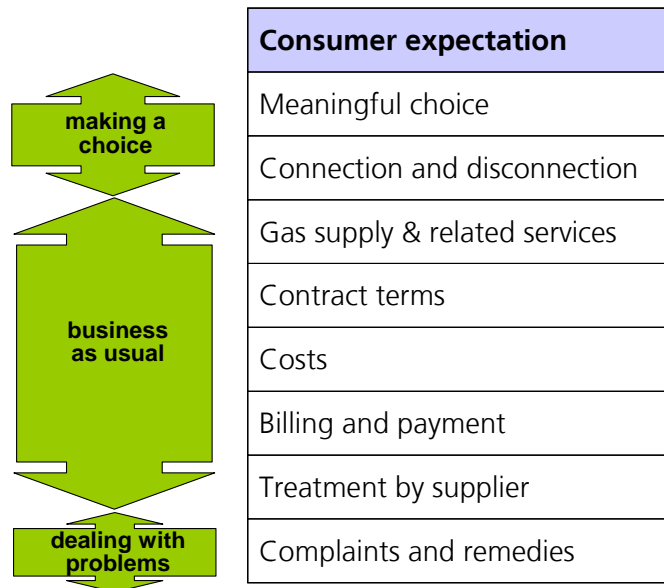 Consumer expectation
making a
choice
Meaningful choice
Connection and disconnection
business
as usual
Gas supply & related services
Contract terms
Costs
Billing and payment
Treatment by supplier
dealing with
problems
Complaints and remedies